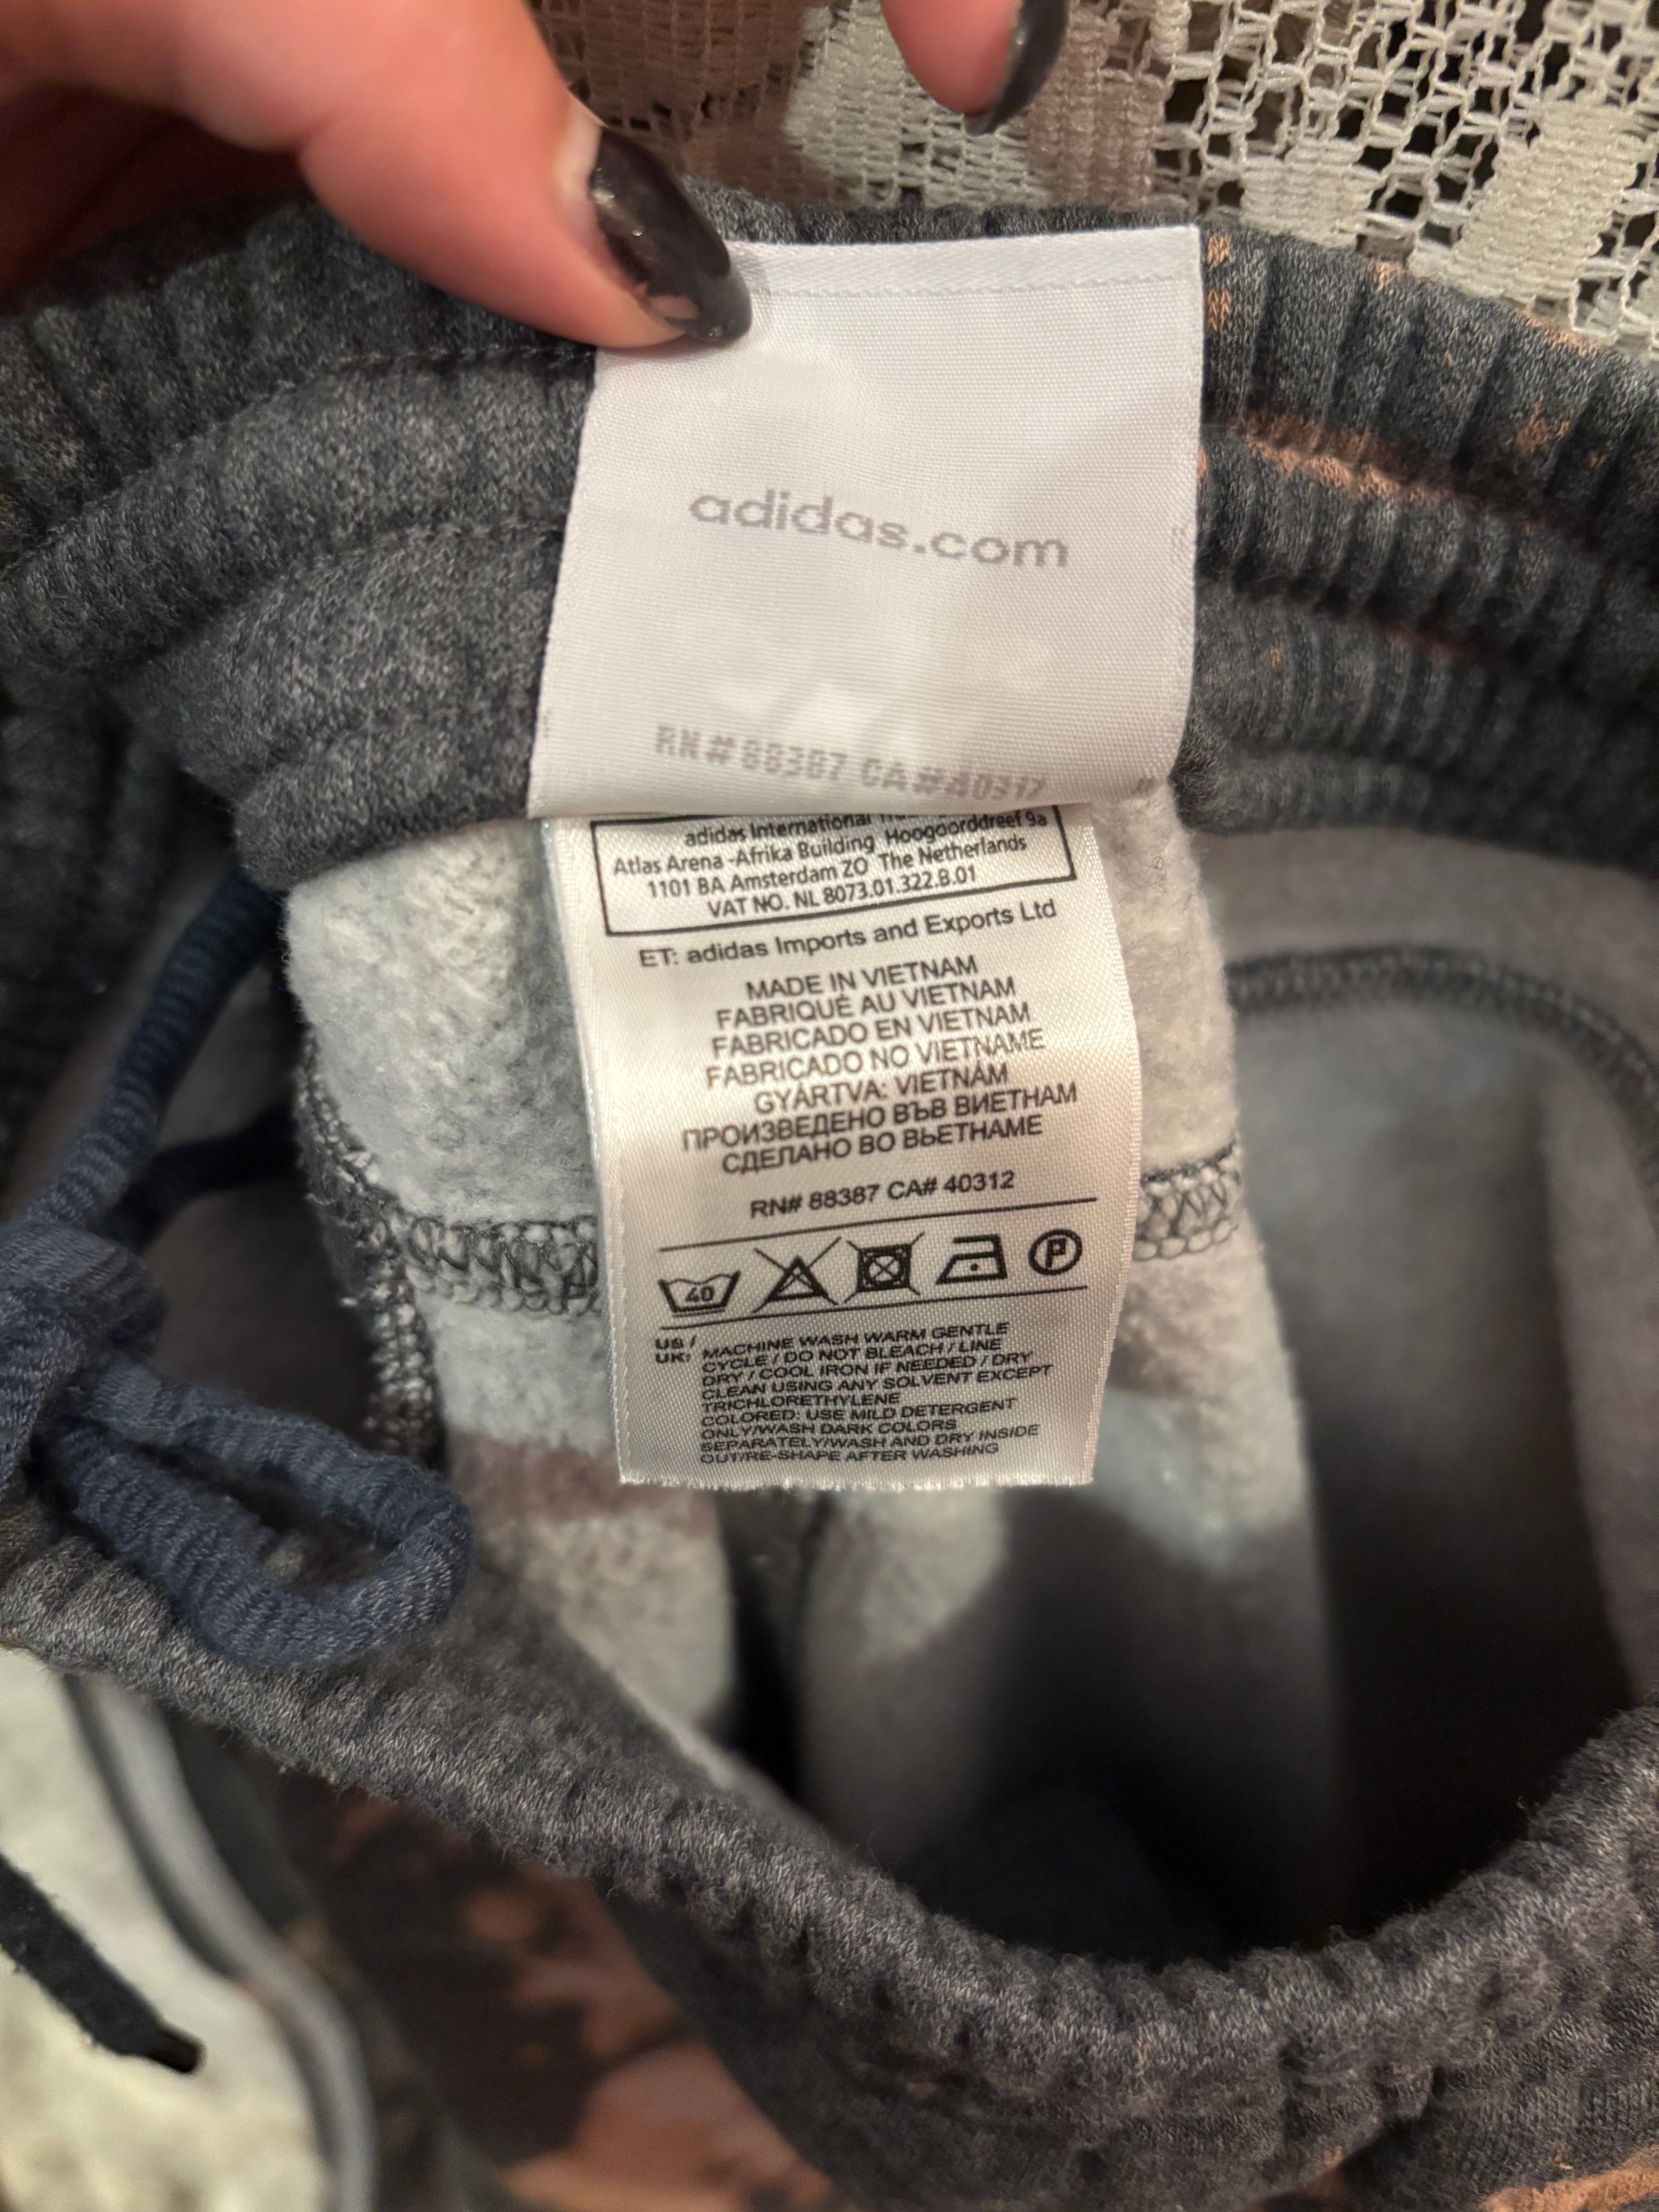 adidas.com
RN#88387 CA#40312
adidas International
Atlas Arena -Afrika Building Hoogoorddreef 9a
1101 BA Amsterdam ZO The Netherlands
VAT NO. NL 8073.01.322.B.01
ET: adidas Imports and Exports Ltd
MADE IN VIETNAM
FABRIQUÉ AU VIETNAM
FABRICADO EN VIETNAM
FABRICADO NO VIETNAME
GYÁRTVA: VIETNÁM
ПРОИЗВЕДЕНО ВЪВ ВИЕТНАМ
СДЕЛАНО ВО ВЬЕТНАМЕ
RN# 88387 CA# 40312
40 P
US / UK: MACHINE WASH WARM GENTLE
CYCLE / DO NOT BLEACH / LINE
DRY / COOL IRON IF NEEDED / DRY
CLEAN USING ANY SOLVENT EXCEPT
TRICHLORETHYLENE
COLORED: USE MILD DETERGENT
ONLY/WASH DARK COLORS
SEPARATELY/WASH AND DRY INSIDE
OUT/RE-SHAPE AFTER WASHING